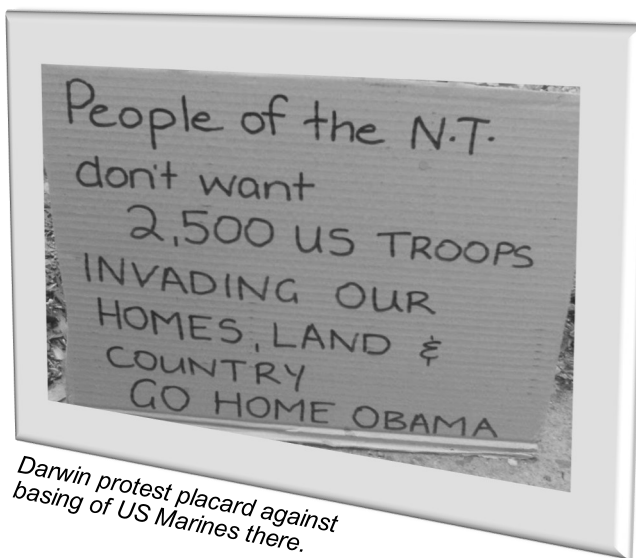 People of the N.T.
don't want
2,500 US TROOPS
INVADING OUR
HOMES, LAND &
COUNTRY
GO HOME OBAMA
Darwin protest placard against
basing of US Marines there.